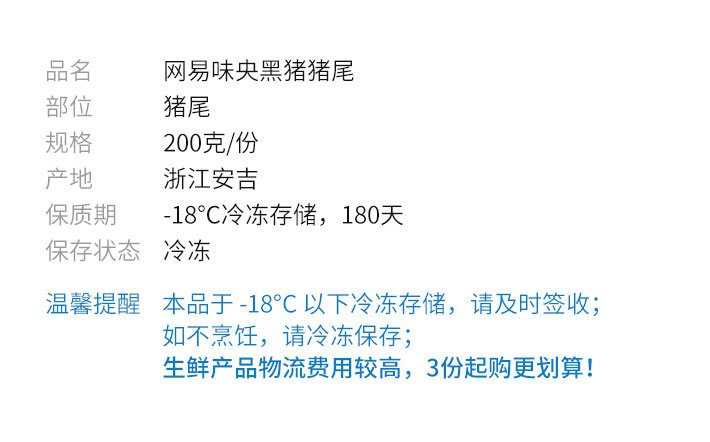 品名 网易味央黑猪猪尾
部位 猪尾
规格 200克/份
产地 浙江安吉
保质期 -18℃冷冻存储，180天
保存状态 冷冻
温馨提醒 本品于 -18℃ 以下冷冻存储，请及时签收；
如不烹饪，请冷冻保存；
生鲜产品物流费用较高，3份起购更划算！